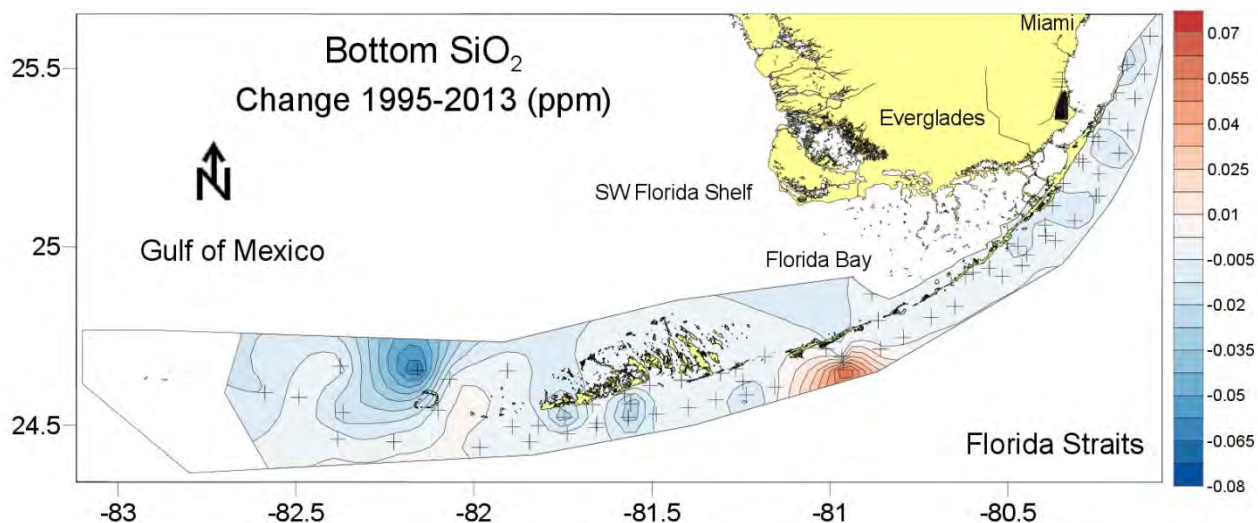 Bottom SiO₂
Change 1995-2013 (ppm)
N
Gulf of Mexico
Miami
Everglades
SW Florida Shelf
Florida Bay
Florida Straits
25.5
25
24.5
-83
-82.5
-82
-81.5
-81
-80.5
0.07
0.055
0.04
0.025
0.01
-0.005
-0.02
-0.035
-0.05
-0.065
-0.08